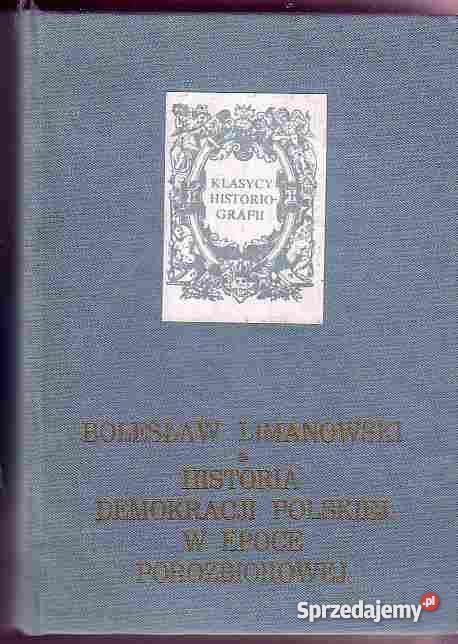 KLASYCY
HISTORIO-
GRAFII
BOLESŁAW LIMANOWSKI
HISTORIA
DEMOKRACJI POLSKIEJ
W EPOCE
POROZBIOROWEJ
Sprzedajemy.pl